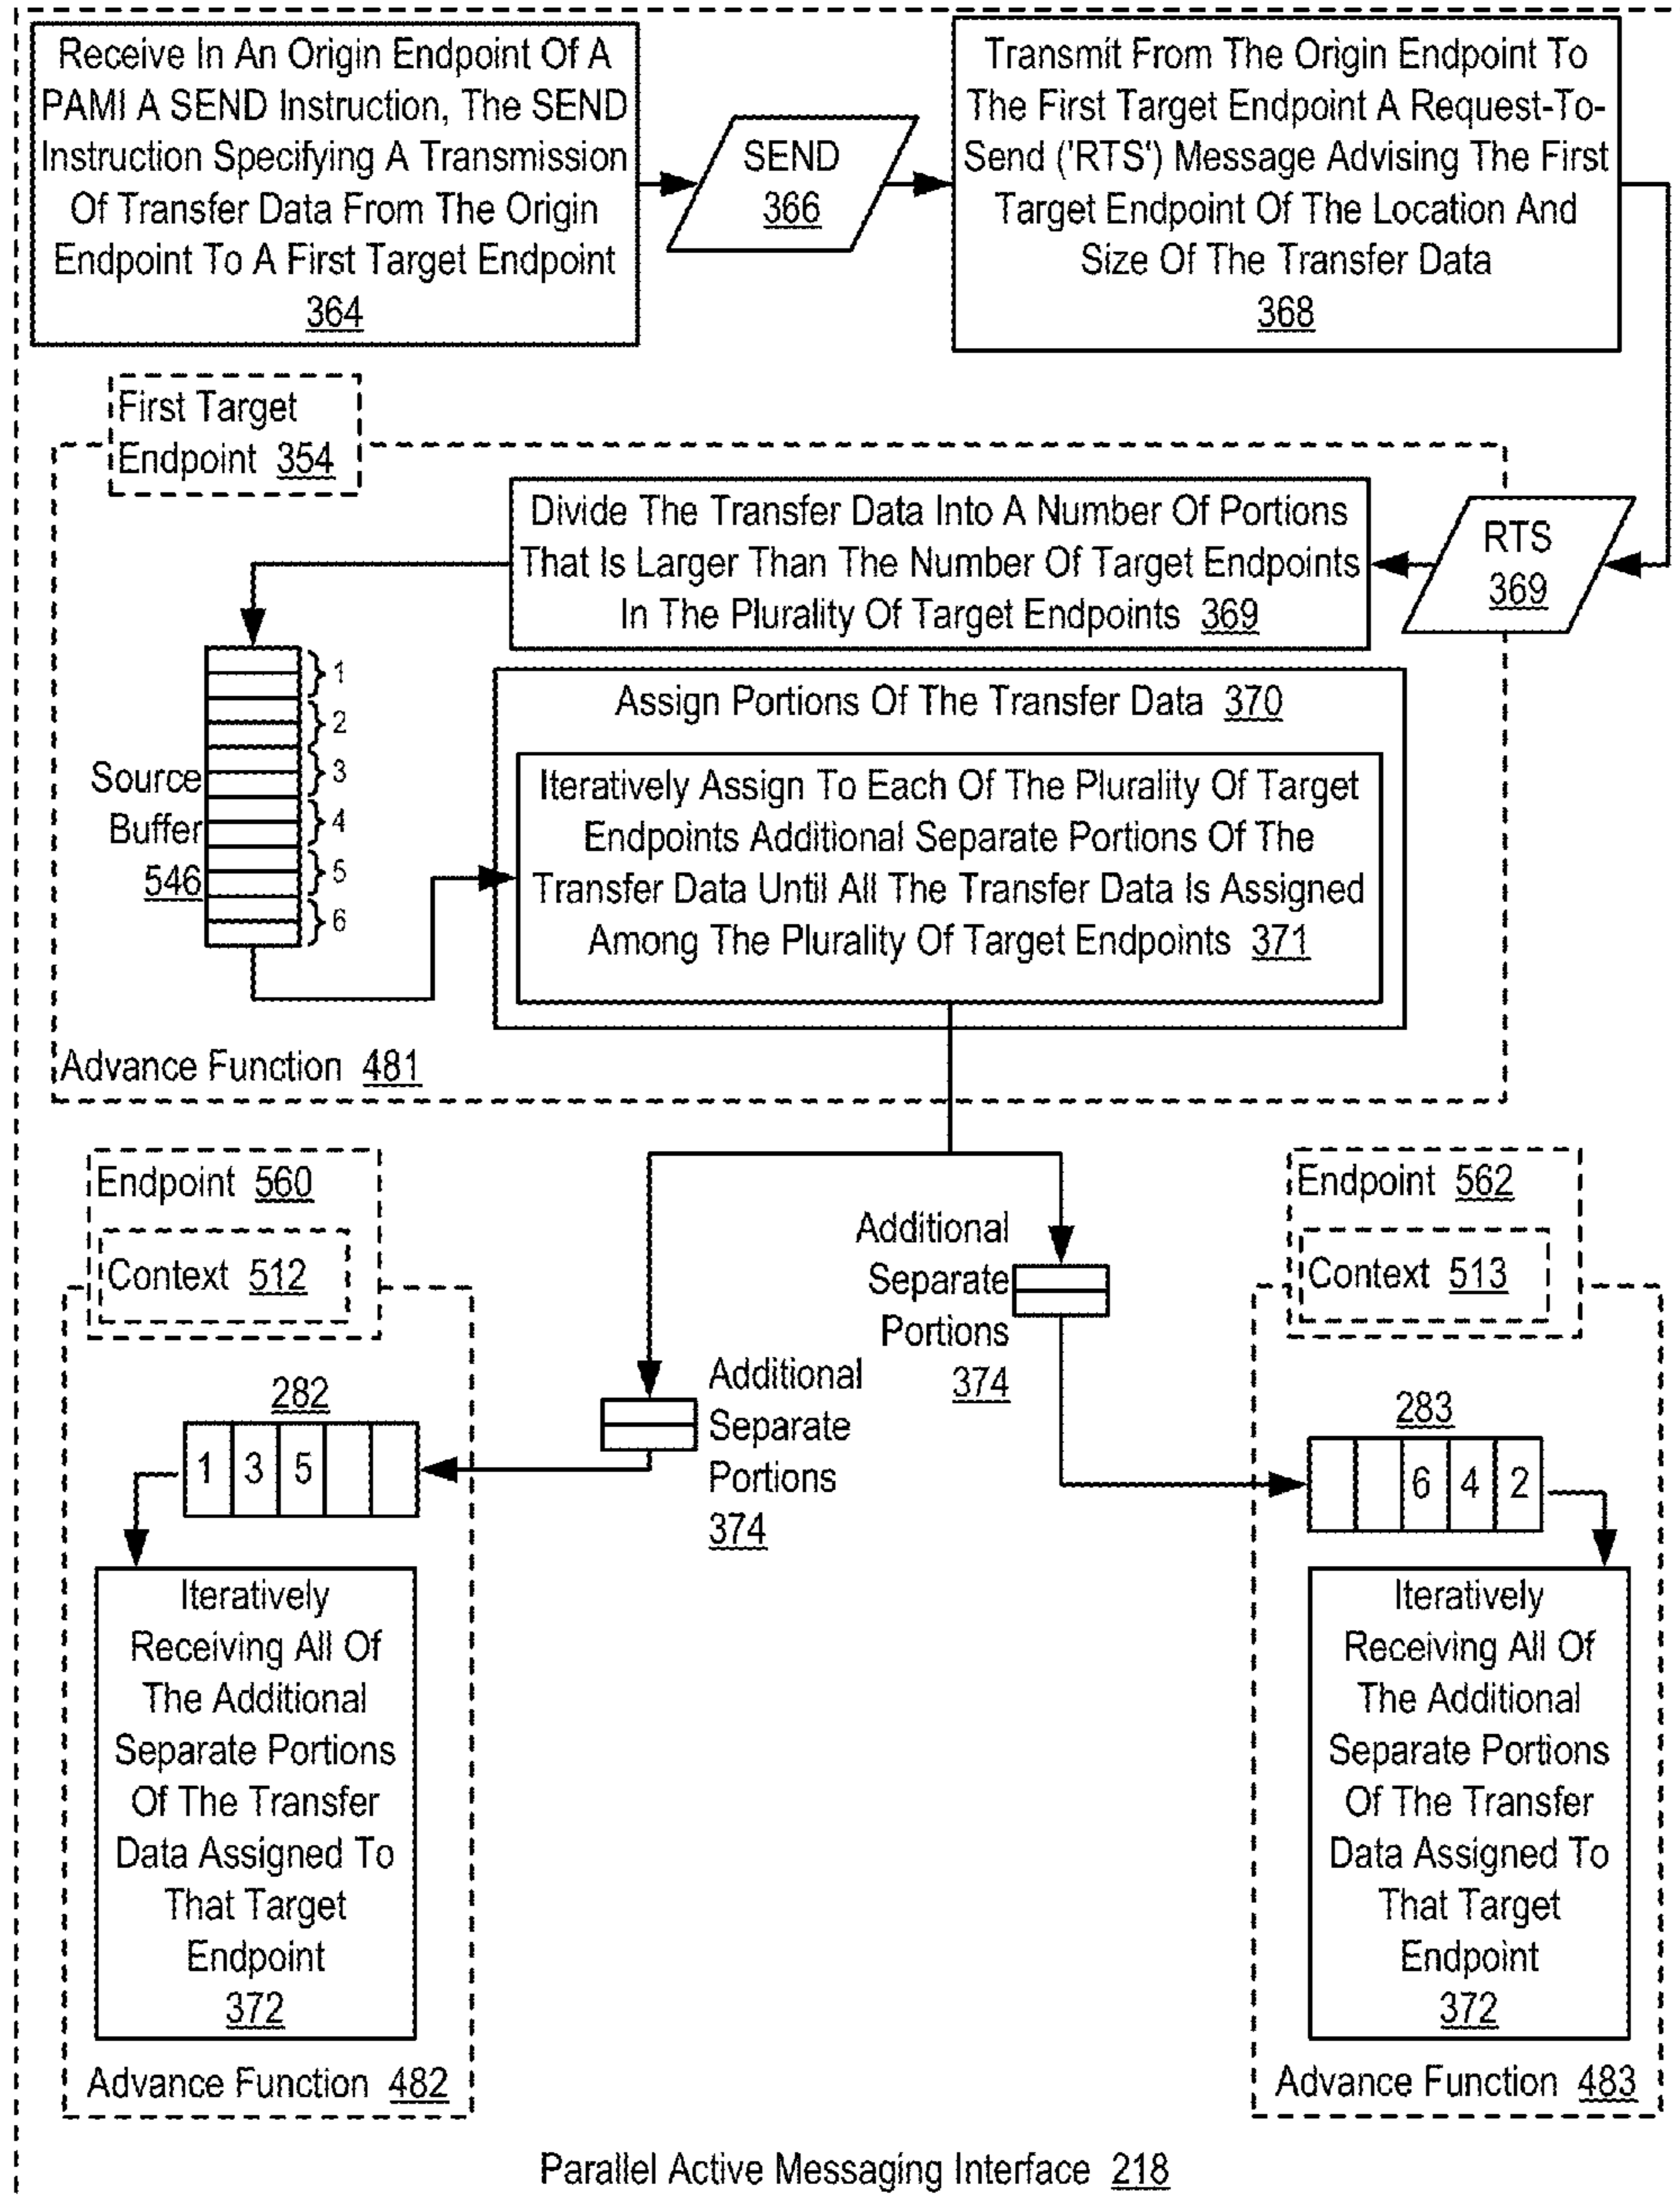 Receive In An Origin Endpoint Of A
PAMI A SEND Instruction, The SEND
Instruction Specifying A Transmission
Of Transfer Data From The Origin
Endpoint To A First Target Endpoint
364
SEND
366
Transmit From The Origin Endpoint To
The First Target Endpoint A Request-To-
Send ('RTS') Message Advising The First
Target Endpoint Of The Location And
Size Of The Transfer Data
368
First Target
Endpoint 354
RTS
369
Divide The Transfer Data Into A Number Of Portions
That Is Larger Than The Number Of Target Endpoints
In The Plurality Of Target Endpoints 369
Source
Buffer
546
1
2
3
4
5
6
Assign Portions Of The Transfer Data 370
Iteratively Assign To Each Of The Plurality Of Target
Endpoints Additional Separate Portions Of The
Transfer Data Until All The Transfer Data Is Assigned
Among The Plurality Of Target Endpoints 371
Advance Function 481
Endpoint 560
Context 512
Additional
Separate
Portions
374
Endpoint 562
Context 513
282
1 3 5
Additional
Separate
Portions
374
283
6 4 2
Iteratively
Receiving All Of
The Additional
Separate Portions
Of The Transfer
Data Assigned To
That Target
Endpoint
372
Advance Function 482
Iteratively
Receiving All Of
The Additional
Separate Portions
Of The Transfer
Data Assigned To
That Target
Endpoint
372
Advance Function 483
Parallel Active Messaging Interface 218